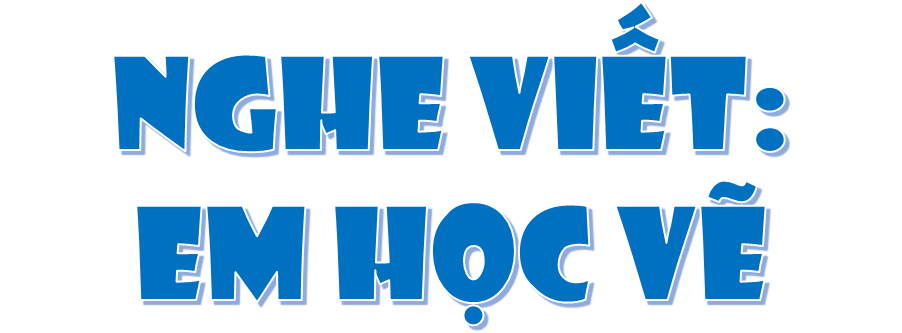 NGHE VIẾT:
EM HỌC VẼ